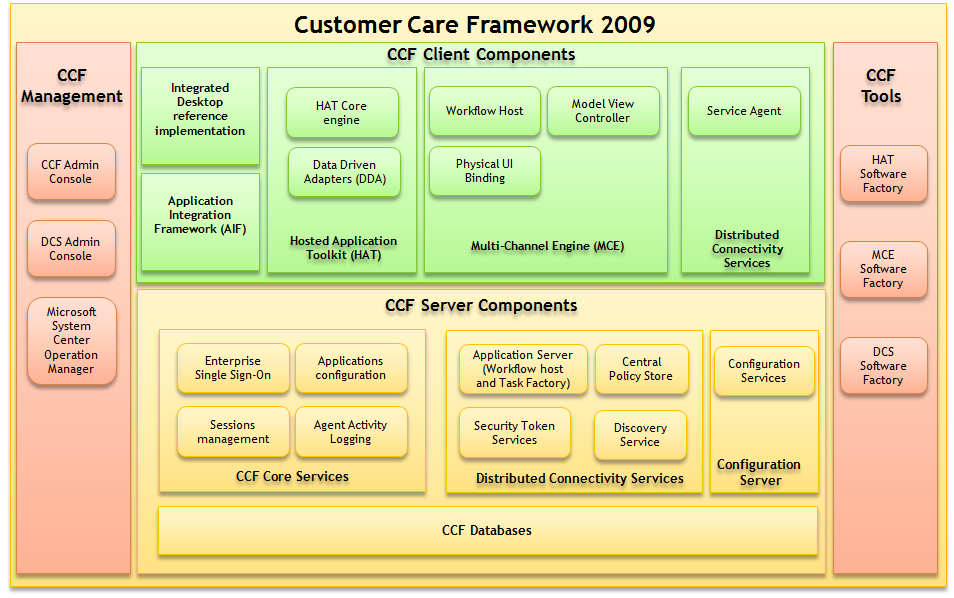 Customer Care Framework 2009
CCF
Management
CCF Admin
Console
DCS Admin
Console
Microsoft
System
Center
Operation
Manager
CCF Client Components
Integrated
Desktop
reference
implementation
Application
Integration
Framework (AIF)
HAT Core
engine
Data Driven
Adapters (DDA)
Hosted Application
Toolkit (HAT)
Workflow Host
Model View
Controller
Physical UI
Binding
Multi-Channel Engine (MCE)
Service Agent
Distributed
Connectivity
Services
CCF Server Components
Enterprise
Single Sign-On
Applications
configuration
Sessions
management
Agent Activity
Logging
CCF Core Services
Application Server
(Workflow host
and Task Factory)
Central
Policy Store
Security Token
Services
Discovery
Service
Distributed Connectivity Services
Configuration
Services
Configuration
Server
CCF Databases
CCF
Tools
HAT
Software
Factory
MCE
Software
Factory
DCS
Software
Factory